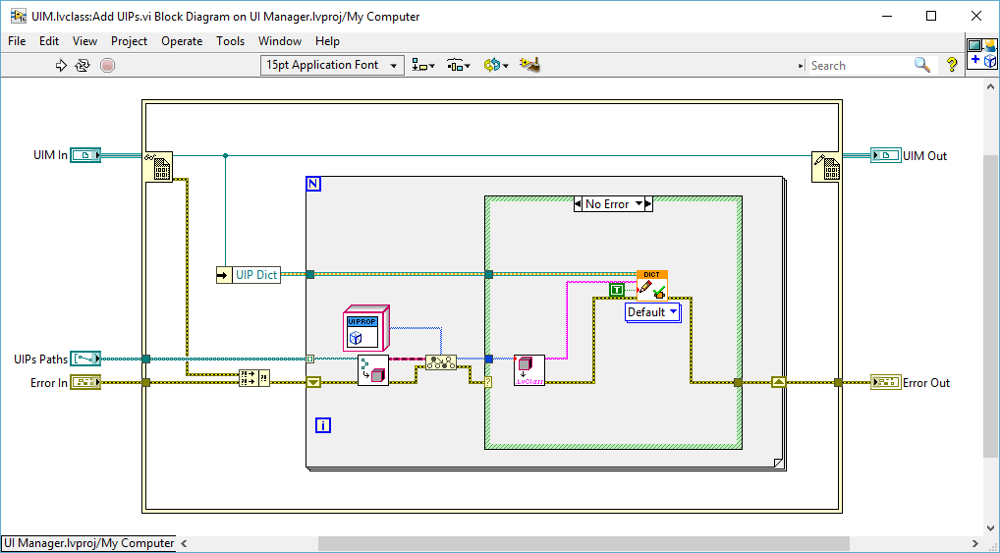 UIM.lvclass:Add UIPs.vi Block Diagram on UI Manager.lvproj/My Computer
File Edit View Project Operate Tools Window Help
15pt Application Font
Search
?
UIM In
UIM Out
N
No Error
UIP Dict
DICT
T
Default
UIPROP
UIPs Paths
Error In
?!
?
LvClass
Error Out
i
UI Manager.lvproj/My Computer